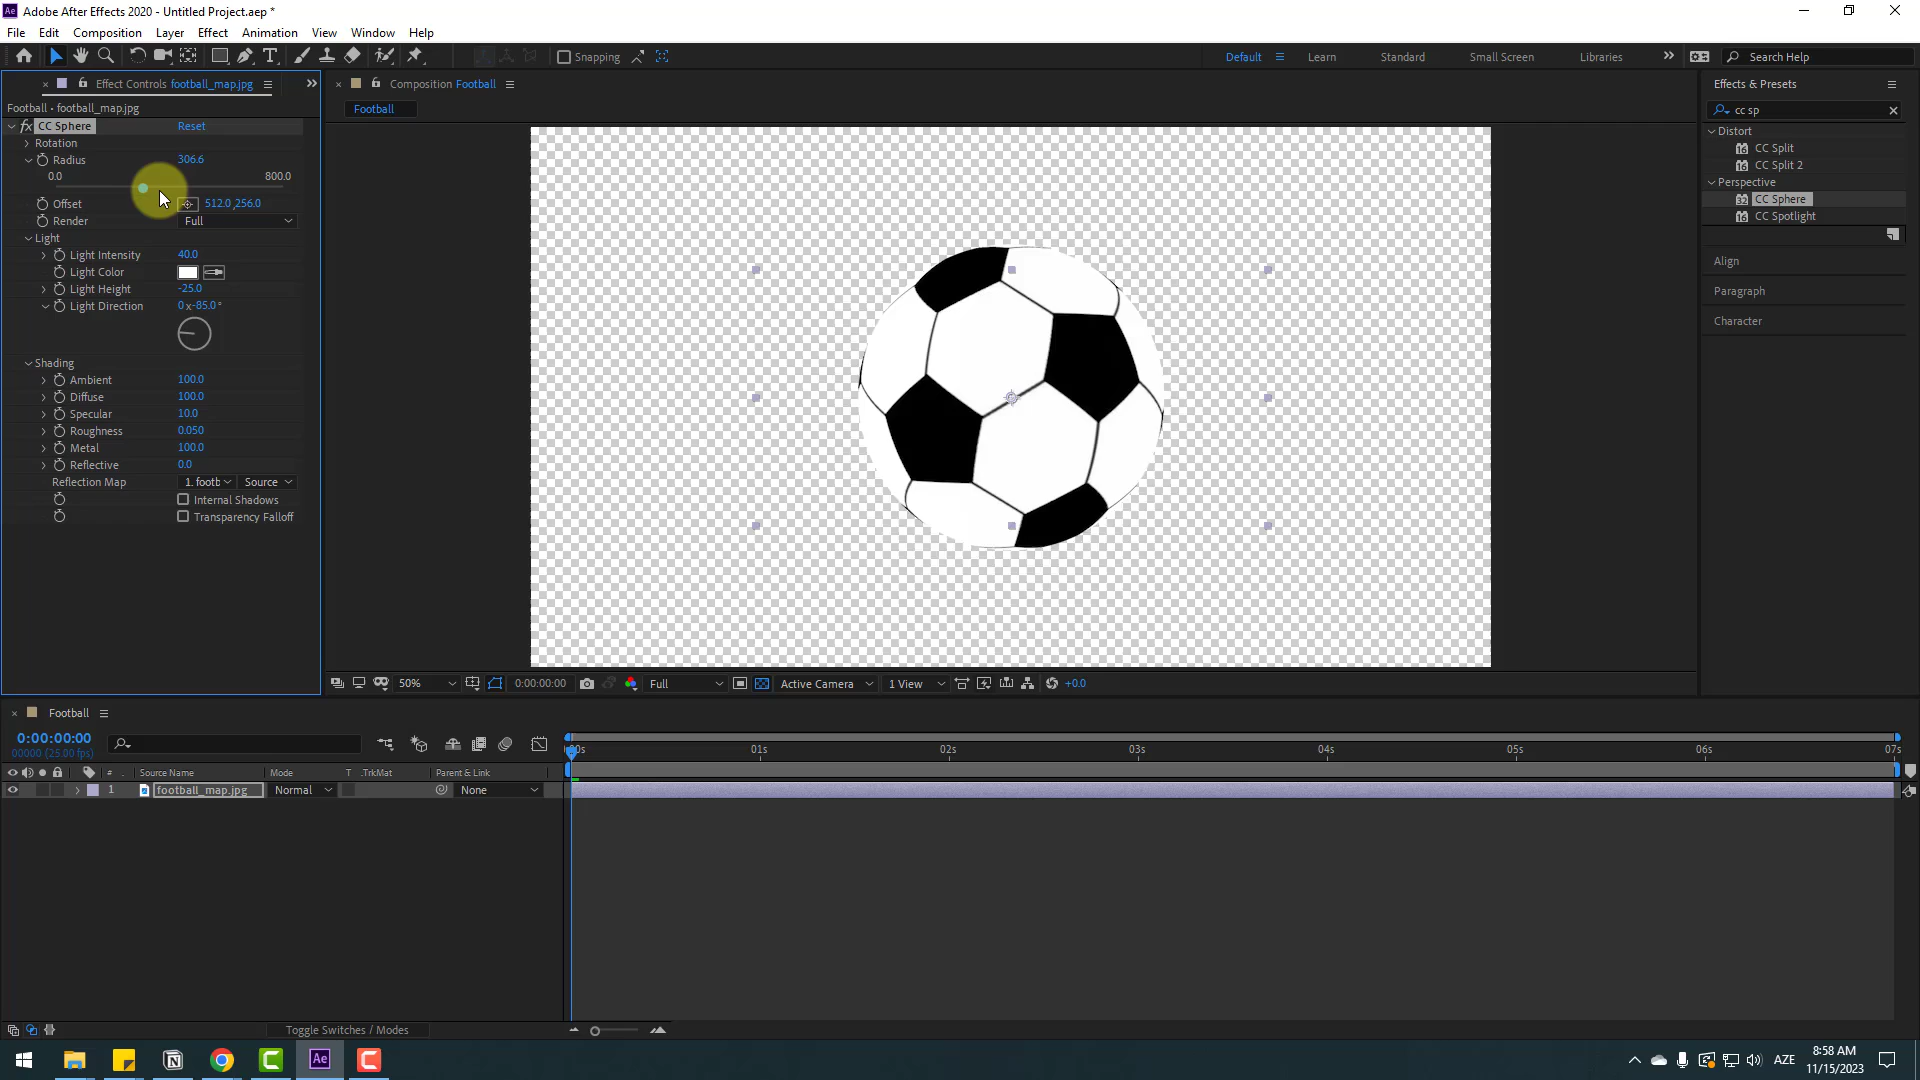 Adobe After Effects 2020 - Untitled Project.aep *
File Edit Composition Layer Effect Animation View Window Help
Snapping
Default Learn Standard Small Screen Libraries Search Help
Effect Controls football_map.jpg
Football • football_map.jpg
fx CC Sphere Reset
Rotation
Radius 306.6
0.0 800.0
Offset 512.0,256.0
Render Full
Light
Light Intensity 40.0
Light Color
Light Height -25.0
Light Direction 0x-85.0°
Shading
Ambient 100.0
Diffuse 100.0
Specular 10.0
Roughness 0.050
Metal 100.0
Reflective 0.0
Reflection Map 1. footb Source
Internal Shadows
Transparency Falloff
Composition Football
Football
50% 0:00:00:00 Full Active Camera 1 View +0.0
Effects & Presets
cc sp
Distort
CC Split
CC Split 2
Perspective
CC Sphere
CC Spotlight
Align
Paragraph
Character
Football
0:00:00:00
00000 (25.00 fps)
:00s 01s 02s 03s 04s 05s 06s 07s
# Source Name Mode T .TrkMat Parent & Link
1 football_map.jpg Normal None
Toggle Switches / Modes
AZE
8:58 AM
11/15/2023